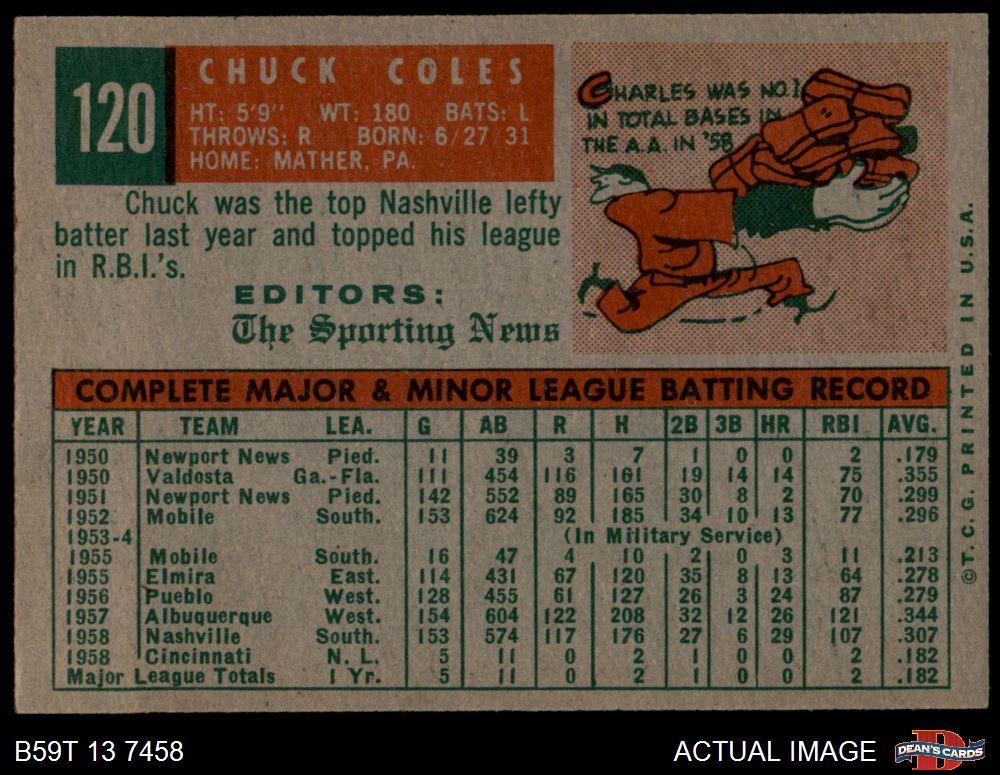 120
CHUCK COLES
HT: 5'9" WT: 180 BATS: L
THROWS: R BORN: 6/27/31
HOME: MATHER, PA.
Chuck was the top Nashville lefty
batter last year and topped his league
in R.B.I.'s.
EDITORS:
The Sporting News
CHARLES WAS NO. 1
IN TOTAL BASES IN
THE A.A. IN '58
COMPLETE MAJOR & MINOR LEAGUE BATTING RECORD
YEAR TEAM LEA. G AB R H 2B 3B HR RBI AVG.
1950 Newport News Pied. 11 39 3 7 1 0 0 2 .179
1950 Valdosta Ga.-Fla. 111 454 116 161 19 14 14 75 .355
1951 Newport News Pied. 142 552 89 165 30 8 2 70 .299
1952 Mobile South. 153 624 92 185 34 10 13 77 .296
1953-4 (In Military Service)
1955 Mobile South. 16 47 4 10 2 0 3 11 .213
1955 Elmira East. 114 431 67 120 35 8 13 64 .278
1956 Pueblo West. 128 455 61 127 26 3 24 87 .279
1957 Albuquerque West. 154 604 122 208 32 12 26 121 .344
1958 Nashville South. 153 574 117 176 27 6 29 107 .307
1958 Cincinnati N. L. 5 11 0 2 1 0 0 2 .182
Major League Totals 1 Yr. 5 11 0 2 1 0 0 2 .182
© T. C. G. PRINTED IN U.S.A.
B59T 13 7458
ACTUAL IMAGE
D
DEAN'S CARDS